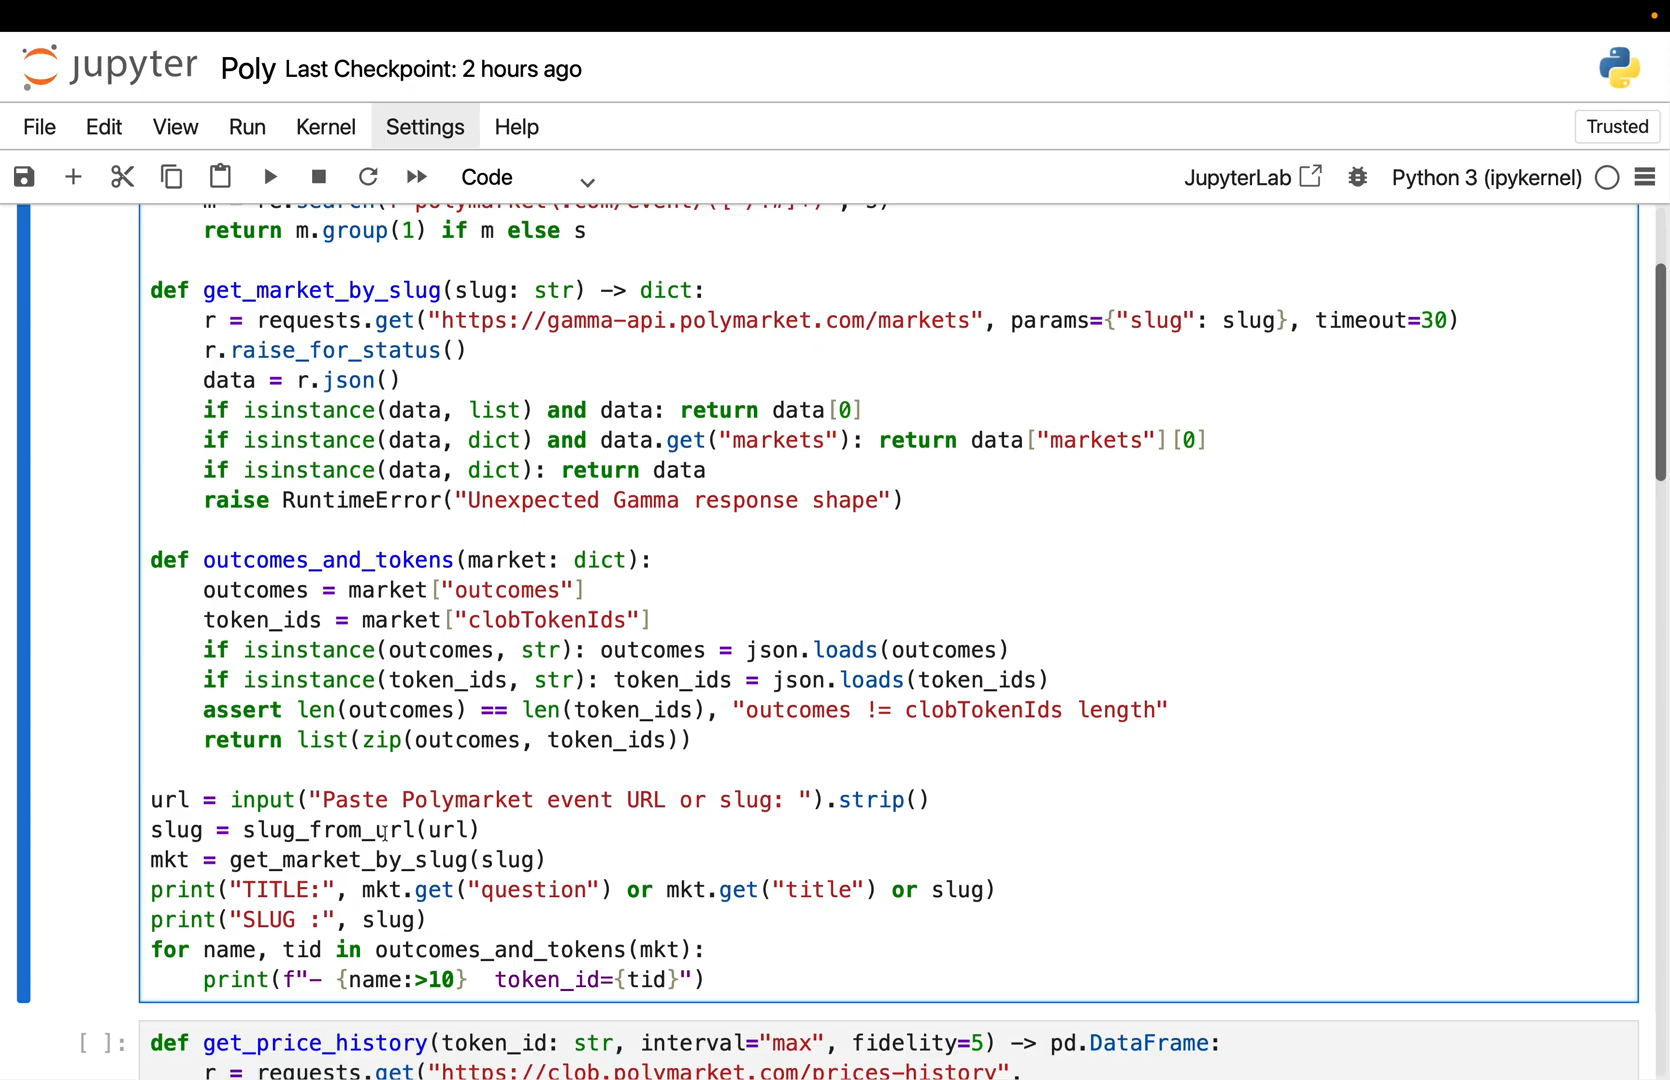 jupyter Poly Last Checkpoint: 2 hours ago
File Edit View Run Kernel Settings Help Trusted
Code JupyterLab Python 3 (ipykernel)
    return m.group(1) if m else s
def get_market_by_slug(slug: str) -> dict:
    r = requests.get("https://gamma-api.polymarket.com/markets", params={"slug": slug}, timeout=30)
    r.raise_for_status()
    data = r.json()
    if isinstance(data, list) and data: return data[0]
    if isinstance(data, dict) and data.get("markets"): return data["markets"][0]
    if isinstance(data, dict): return data
    raise RuntimeError("Unexpected Gamma response shape")
def outcomes_and_tokens(market: dict):
    outcomes = market["outcomes"]
    token_ids = market["clobTokenIds"]
    if isinstance(outcomes, str): outcomes = json.loads(outcomes)
    if isinstance(token_ids, str): token_ids = json.loads(token_ids)
    assert len(outcomes) == len(token_ids), "outcomes != clobTokenIds length"
    return list(zip(outcomes, token_ids))
url = input("Paste Polymarket event URL or slug: ").strip()
slug = slug_from_url(url)
mkt = get_market_by_slug(slug)
print("TITLE:", mkt.get("question") or mkt.get("title") or slug)
print("SLUG :", slug)
for name, tid in outcomes_and_tokens(mkt):
    print(f"- {name:>10}  token_id={tid}")
[ ]: def get_price_history(token_id: str, interval="max", fidelity=5) -> pd.DataFrame:
    r = requests.get("https://clob.polymarket.com/prices-history",